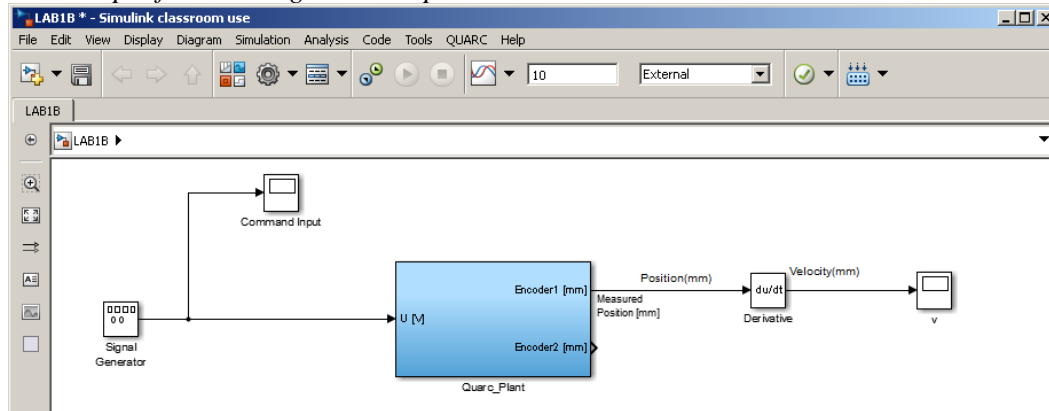 LAB1B * - Simulink classroom use
File Edit View Display Diagram Simulation Analysis Code Tools QUARC Help
10
External
LAB1B
LAB1B
Command Input
Position(mm)
Velocity(mm)
Encoder1 [mm]
du/dt
Measured
Position [mm]
Derivative
v
U [V]
Signal
Generator
Encoder2 [mm]
Quarc_Plant